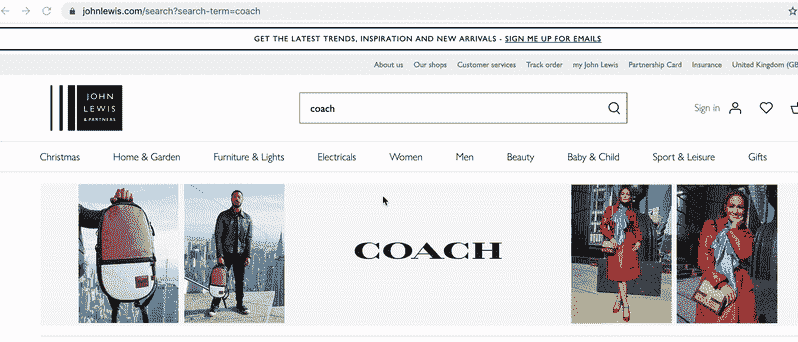 johnlewis.com/search?search-term=coach
GET THE LATEST TRENDS, INSPIRATION AND NEW ARRIVALS - SIGN ME UP FOR EMAILS
About us Our shops Customer services Track order my John Lewis Partnership Card Insurance United Kingdom (GB
JOHN
LEWIS
& PARTNERS
coach
Sign in
Christmas Home & Garden Furniture & Lights Electricals Women Men Beauty Baby & Child Sport & Leisure Gifts
COACH